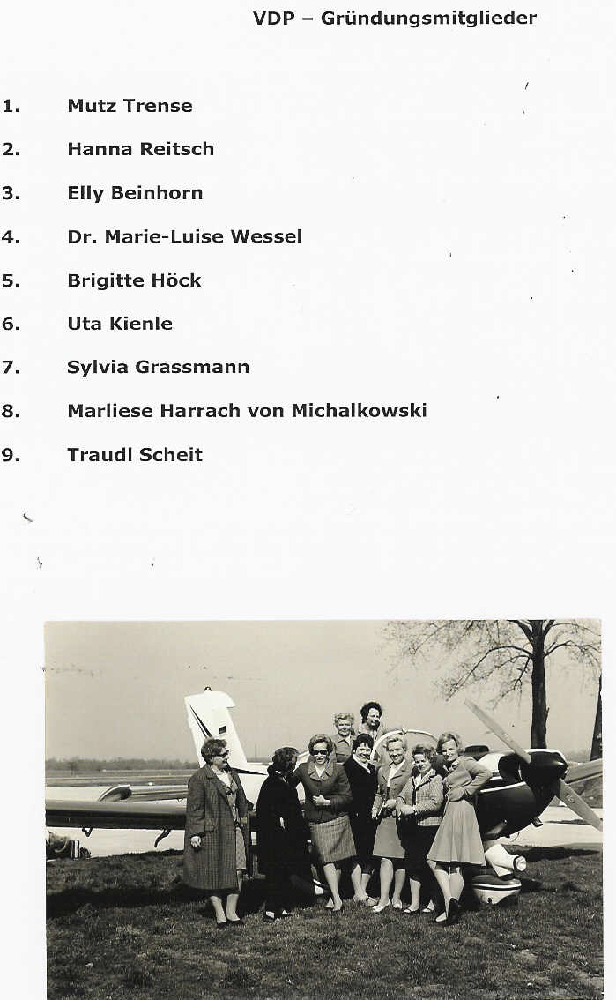 VDP – Gründungsmitglieder
1. Mutz Trense
2. Hanna Reitsch
3. Elly Beinhorn
4. Dr. Marie-Luise Wessel
5. Brigitte Höck
6. Uta Kienle
7. Sylvia Grassmann
8. Marliese Harrach von Michalkowski
9. Traudl Scheit